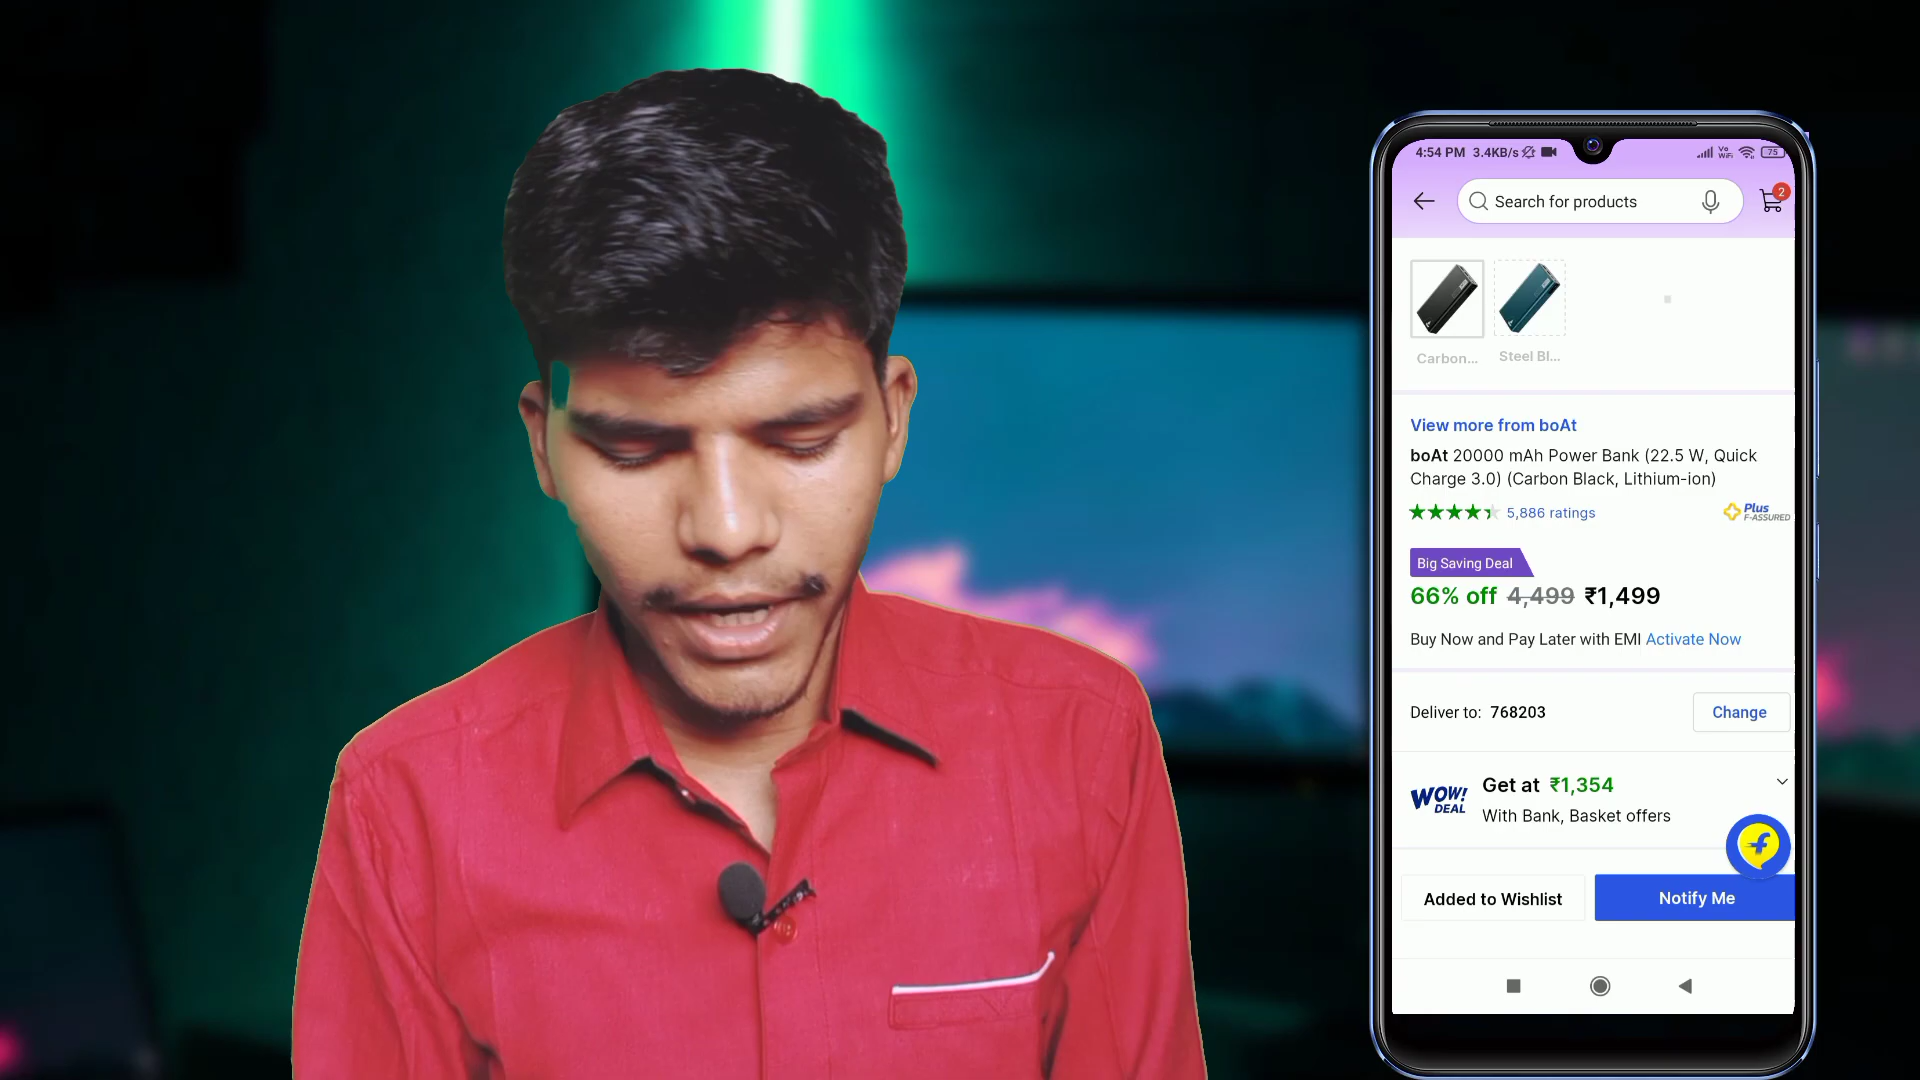 4:54 PM 3.4KB/s
Vo
WiFi
75
Search for products
2
Carbon...
Steel Bl...
View more from boAt
boAt 20000 mAh Power Bank (22.5 W, Quick
Charge 3.0) (Carbon Black, Lithium-ion)
5,886 ratings
Plus
F-ASSURED
Big Saving Deal
66% off 4,499 ₹1,499
Buy Now and Pay Later with EMI Activate Now
Deliver to: 768203
Change
WOW!
DEAL
Get at ₹1,354
With Bank, Basket offers
f
Added to Wishlist
Notify Me